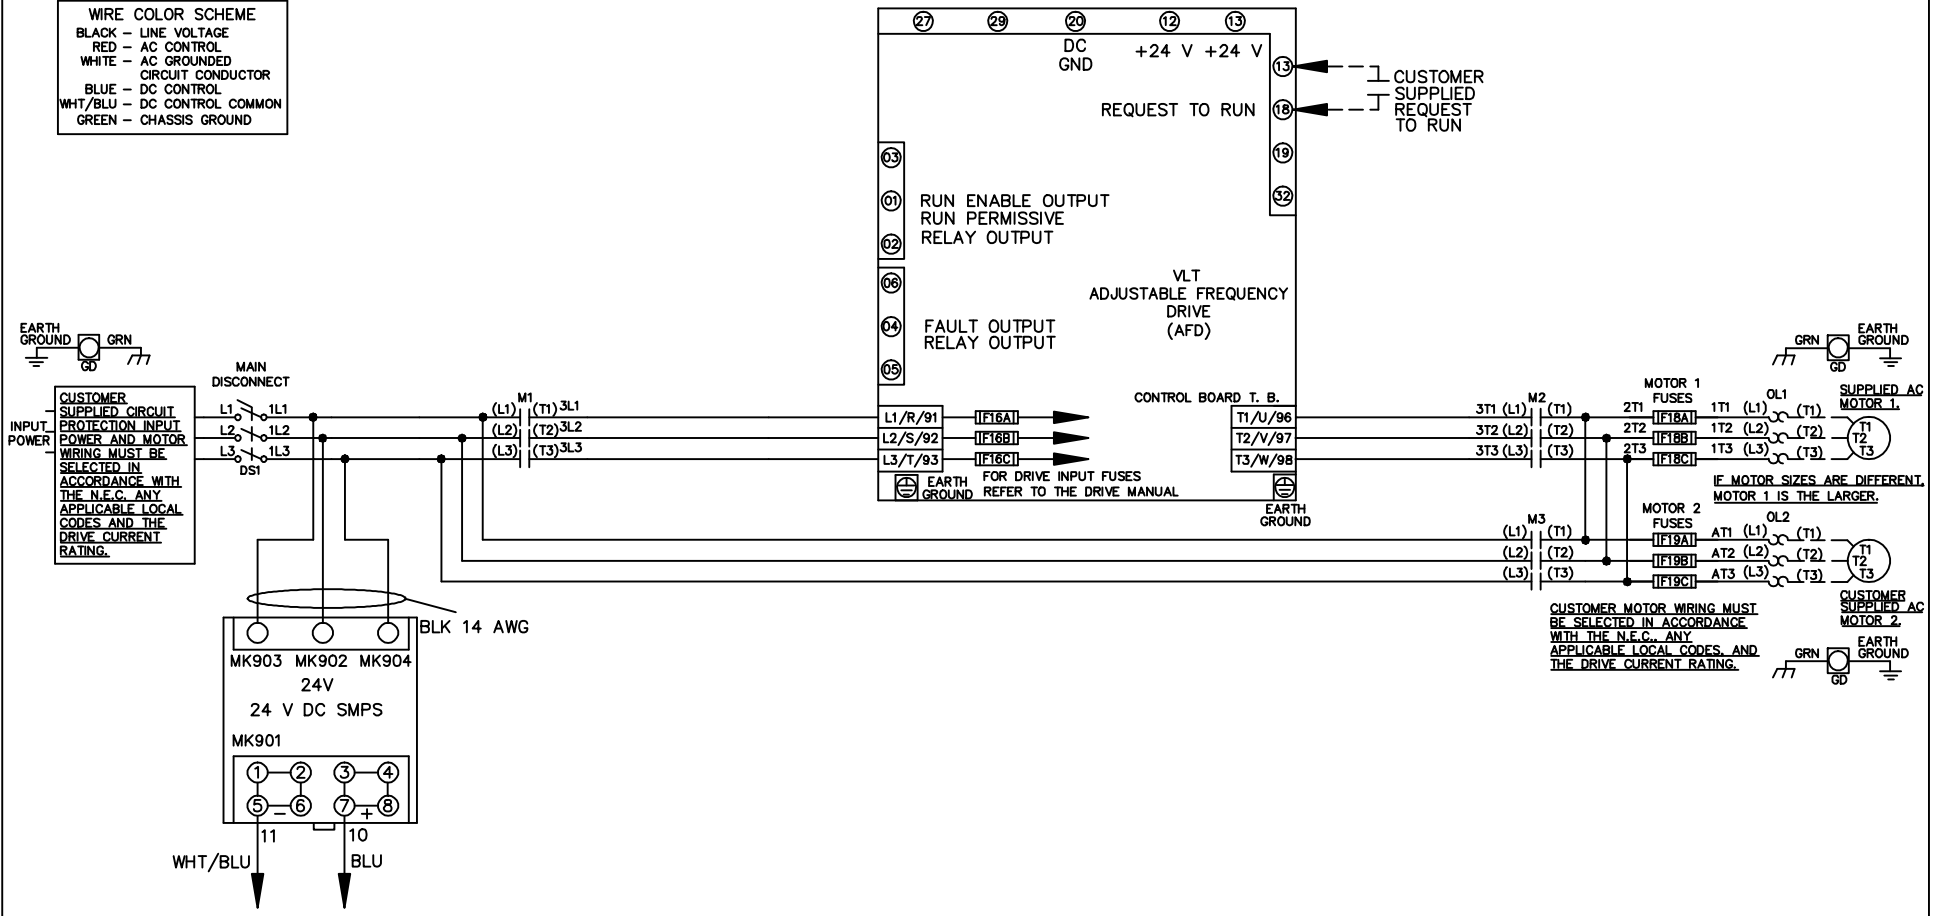 WIRE COLOR SCHEME
BLACK – LINE VOLTAGE
RED – AC CONTROL
WHITE – AC GROUNDED
CIRCUIT CONDUCTOR
BLUE – DC CONTROL
WHT/BLU – DC CONTROL COMMON
GREEN – CHASSIS GROUND
27 29 20 12 13
DC
GND
+24 V +24 V
13
18
19
32
REQUEST TO RUN
CUSTOMER
SUPPLIED
REQUEST
TO RUN
03
01
02
RUN ENABLE OUTPUT
RUN PERMISSIVE
RELAY OUTPUT
06
04
05
FAULT OUTPUT
RELAY OUTPUT
VLT
ADJUSTABLE FREQUENCY
DRIVE
(AFD)
CONTROL BOARD T. B.
L1/R/91 F16A
L2/S/92 F16B
L3/T/93 F16C
T1/U/96
T2/V/97
T3/W/98
EARTH
GROUND
FOR DRIVE INPUT FUSES
REFER TO THE DRIVE MANUAL
EARTH
GROUND
EARTH
GROUND
GRN
GD
INPUT
POWER
CUSTOMER
SUPPLIED CIRCUIT
PROTECTION INPUT
POWER AND MOTOR
WIRING MUST BE
SELECTED IN
ACCORDANCE WITH
THE N.E.C. ANY
APPLICABLE LOCAL
CODES AND THE
DRIVE CURRENT
RATING.
MAIN
DISCONNECT
L1 1L1
L2 1L2
L3 1L3
DS1
M1
(L1) (T1) 3L1
(L2) (T2) 3L2
(L3) (T3) 3L3
M2
3T1 (L1) (T1)
3T2 (L2) (T2)
3T3 (L3) (T3)
MOTOR 1
FUSES
2T1 F18A 1T1 (L1) (T1)
2T2 F18B 1T2 (L2) (T2)
2T3 F18C 1T3 (L3) (T3)
OL1
GRN
GD
EARTH
GROUND
SUPPLIED AC
MOTOR 1.
T1
T2
T3
IF MOTOR SIZES ARE DIFFERENT,
MOTOR 1 IS THE LARGER.
M3
(L1) (T1)
(L2) (T2)
(L3) (T3)
MOTOR 2
FUSES
OL2
F19A AT1 (L1) (T1)
F19B AT2 (L2) (T2)
F19C AT3 (L3) (T3)
T1
T2
T3
CUSTOMER
SUPPLIED AC
MOTOR 2.
CUSTOMER MOTOR WIRING MUST
BE SELECTED IN ACCORDANCE
WITH THE N.E.C., ANY
APPLICABLE LOCAL CODES, AND
THE DRIVE CURRENT RATING.
GRN
GD
EARTH
GROUND
BLK 14 AWG
MK903 MK902 MK904
24V
24 V DC SMPS
MK901
1 2 3 4
5 – 6 7 + 8
11 10
WHT/BLU BLU